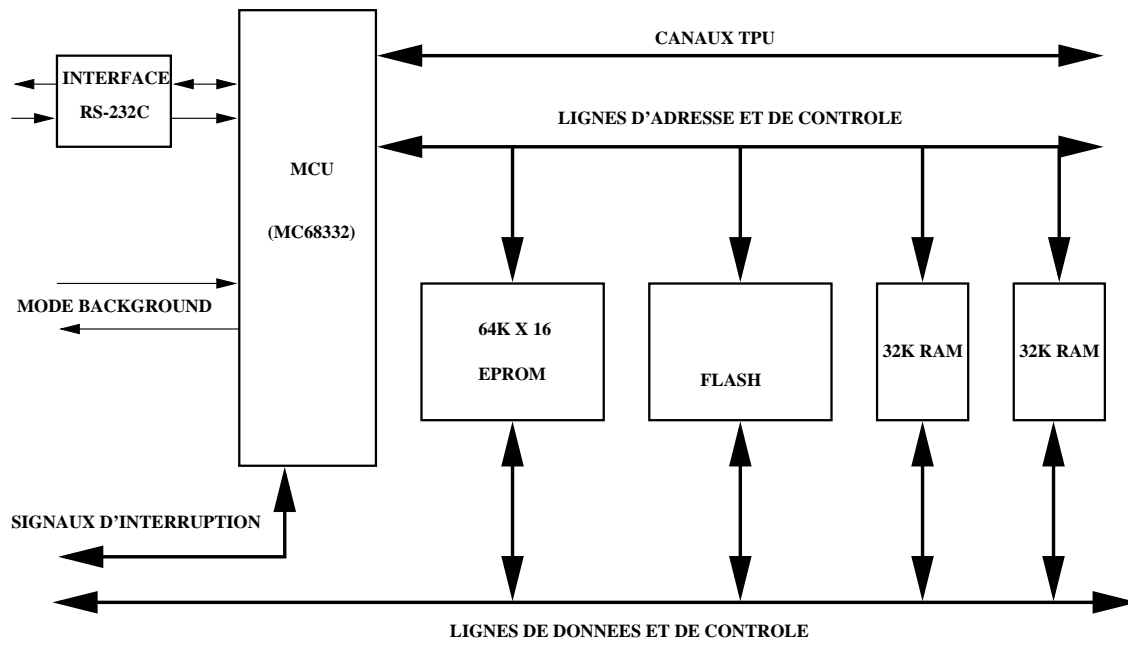 CANAUX TPU
INTERFACE
RS-232C
LIGNES D'ADRESSE ET DE CONTROLE
MCU
(MC68332)
MODE BACKGROUND
64K X 16
EPROM
FLASH
32K RAM
32K RAM
SIGNAUX D'INTERRUPTION
LIGNES DE DONNEES ET DE CONTROLE